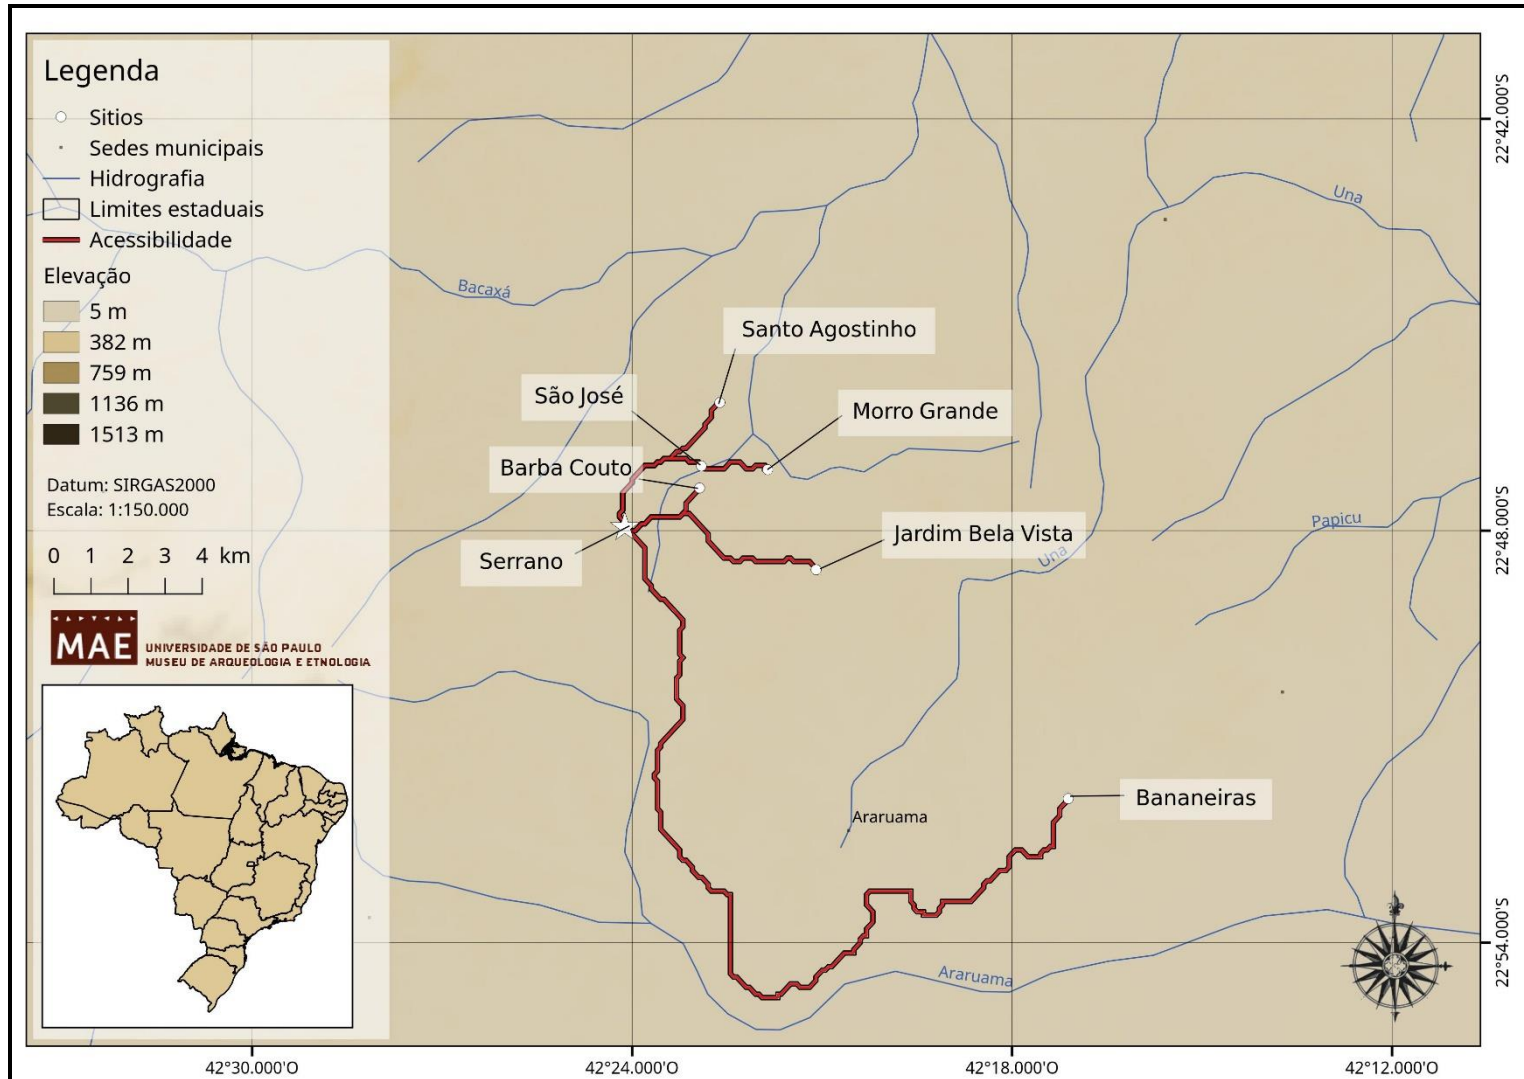 Legenda
Sitios
Sedes municipais
Hidrografia
Limites estaduais
Acessibilidade
Elevação
5 m
382 m
759 m
1136 m
1513 m
Datum: SIRGAS2000
Escala: 1:150.000
0 1 2 3 4 km
MAE
UNIVERSIDADE DE SÃO PAULO
MUSEU DE ARQUEOLOGIA E ETNOLOGIA
Bacaxá
Una
Santo Agostinho
São José
Morro Grande
Barba Couto
Serrano
Jardim Bela Vista
Una
Papicu
Bananeiras
Araruama
Araruama
22°42.000'S
22°48.000'S
22°54.000'S
42°30.000'O
42°24.000'O
42°18.000'O
42°12.000'O